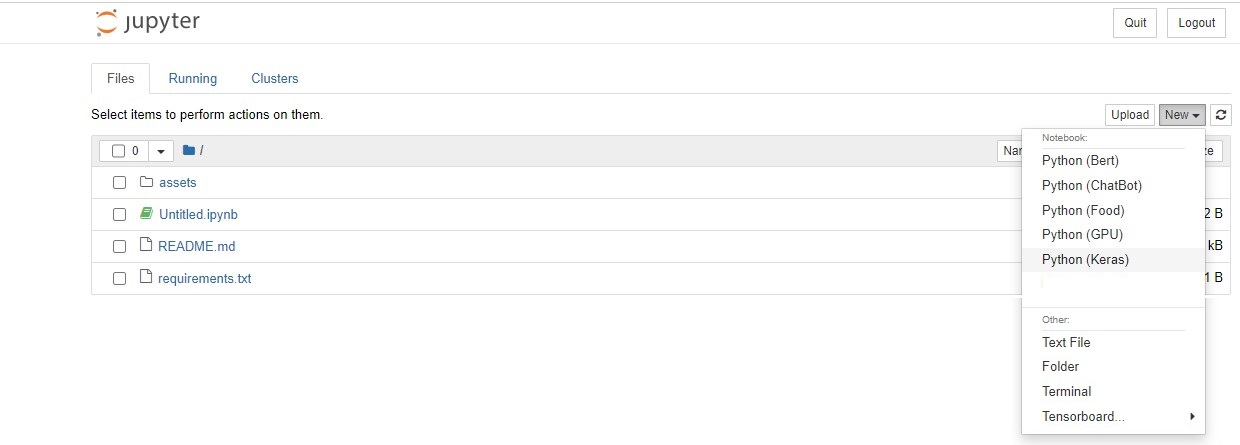 jupyter
Quit
Logout
Files
Running
Clusters
Select items to perform actions on them.
Upload
New
0
/
Notebook:
Python (Bert)
Python (ChatBot)
Python (Food)
Python (GPU)
Python (Keras)
Other:
Text File
Folder
Terminal
Tensorboard...
assets
Untitled.ipynb
2 B
README.md
kB
requirements.txt
1 B